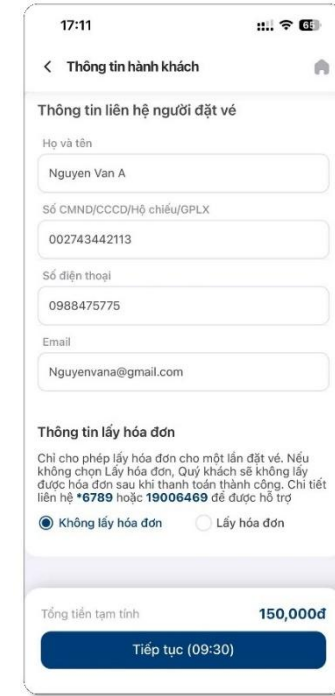 17:11
65
Thông tin hành khách
Thông tin liên hệ người đặt vé
Họ và tên
Nguyen Van A
Số CMND/CCCD/Hộ chiếu/GPLX
002743442113
Số điện thoại
0988475775
Email
Nguyenvana@gmail.com
Thông tin lấy hóa đơn
Chỉ cho phép lấy hóa đơn cho một lần đặt vé. Nếu
không chọn Lấy hóa đơn, Quý khách sẽ không lấy
được hóa đơn sau khi thanh toán thành công. Chi tiết
liên hệ *6789 hoặc 19006469 để được hỗ trợ
Không lấy hóa đơn
Lấy hóa đơn
Tổng tiền tạm tính
150,000đ
Tiếp tục (09:30)